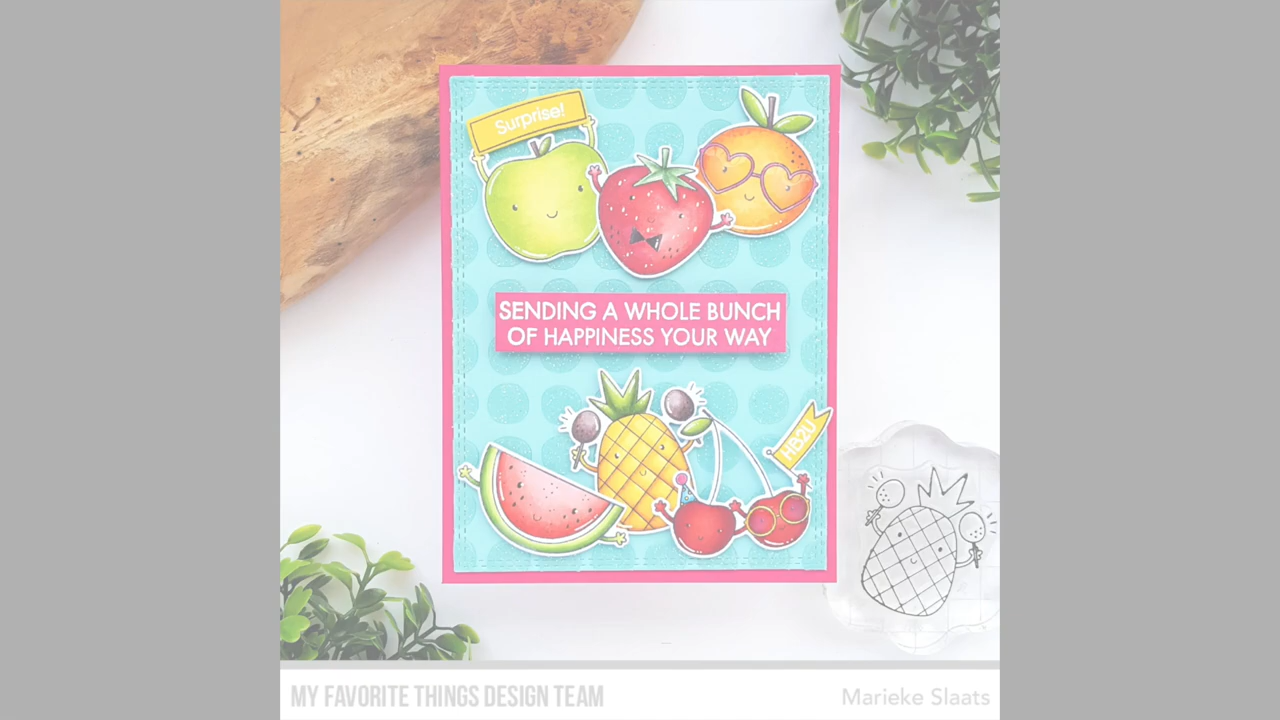 Surprise!
SENDING A WHOLE BUNCH
OF HAPPINESS YOUR WAY
HB2U
MY FAVORITE THINGS DESIGN TEAM
Marieke Slaats